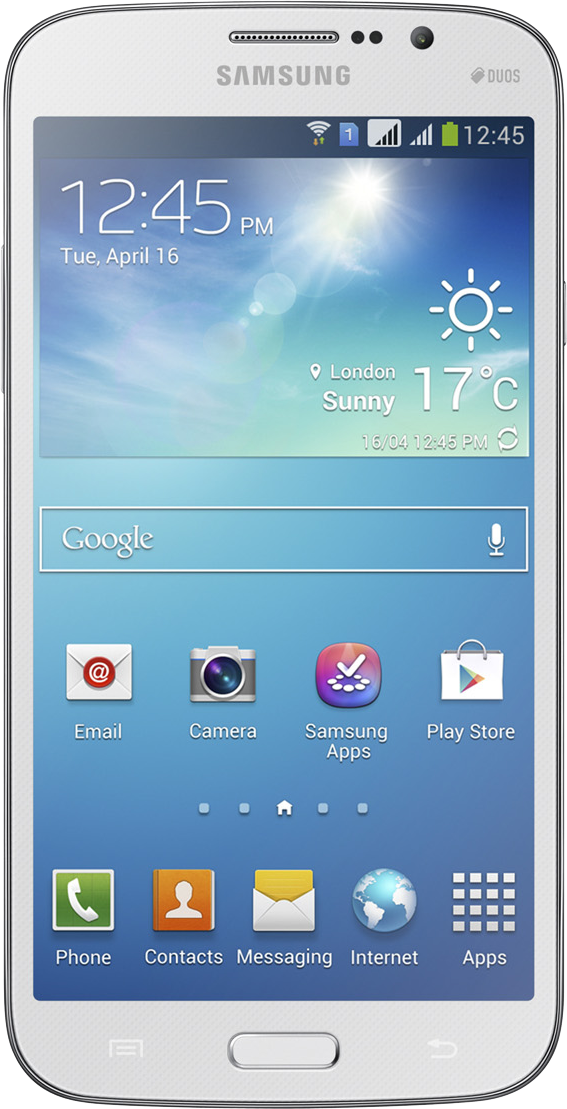 SAMSUNG
DUOS
1
12:45
12:45 PM
Tue, April 16
London
Sunny
17°C
16/04 12:45 PM
Google
@
Email
Camera
Samsung
Apps
Play Store
Phone
Contacts
Messaging
Internet
Apps